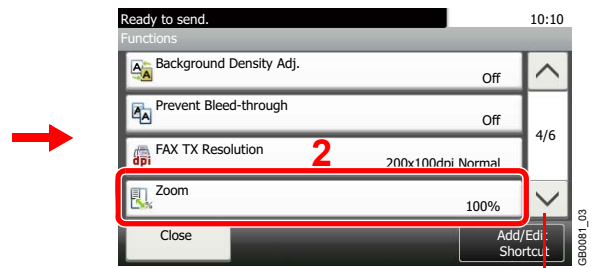 Ready to send. 10:10
Functions
Background Density Adj.
Off
Prevent Bleed-through
Off
4/6
dpi FAX TX Resolution
2
200x100dpi Normal
Zoom
%
100%
Close
Add/Edit
Shortcut
GB0081_03